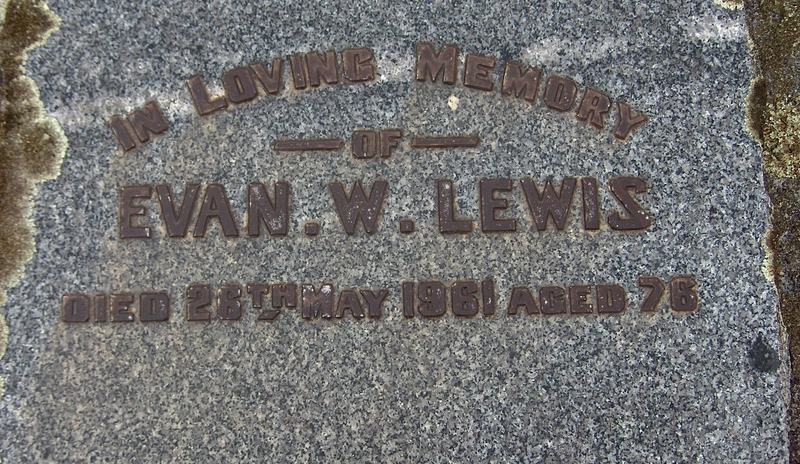 IN LOVING MEMORY
OF
EVAN. W. LEWIS
DIED 26TH MAY 1961 AGED 76